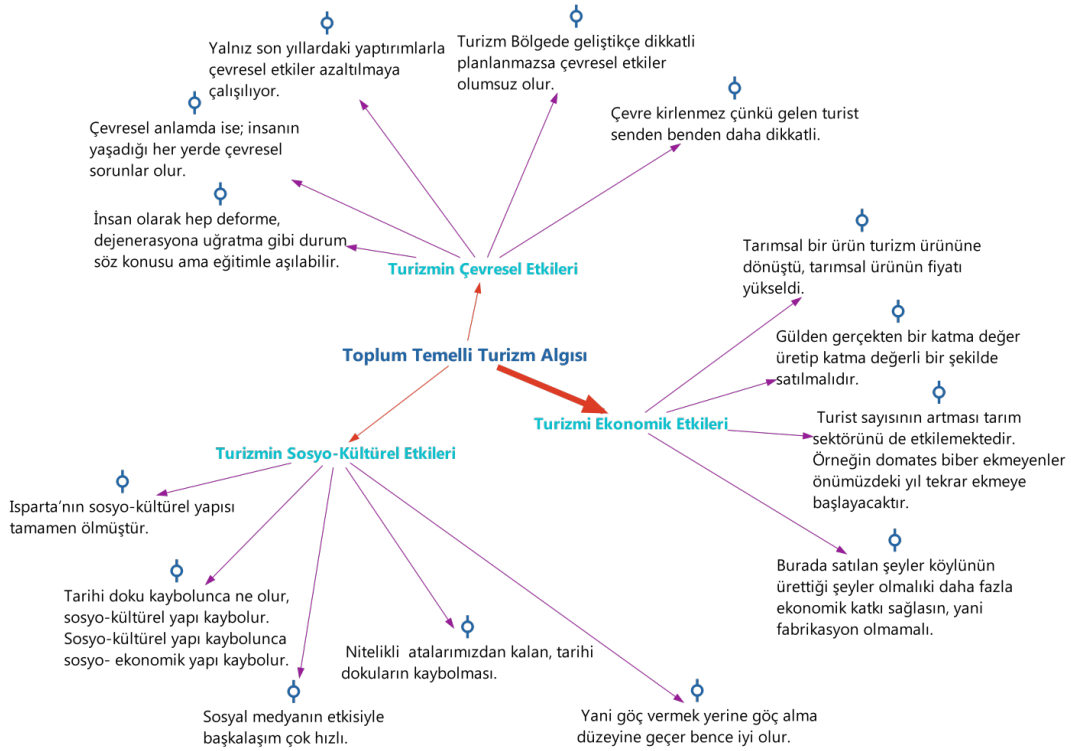 Yalnız son yıllardaki yaptırımlarla
çevresel etkiler azaltılmaya
çalışılıyor.
Turizm Bölgede geliştikçe dikkatli
planlanmazsa çevresel etkiler
olumsuz olur.
Çevre kirlenmez çünkü gelen turist
senden benden daha dikkatli.
Çevresel anlamda ise; insanın
yaşadığı her yerde çevresel
sorunlar olur.
İnsan olarak hep deforme,
dejenerasyona uğratma gibi durum
söz konusu ama eğitimle aşılabilir.
Turizmin Çevresel Etkileri
Tarımsal bir ürün turizm ürününe
dönüştü, tarımsal ürünün fiyatı
yükseldi.
Gülden gerçekten bir katma değer
üretip katma değerli bir şekilde
satılmalıdır.
Toplum Temelli Turizm Algısı
Turizmi Ekonomik Etkileri
Turist sayısının artması tarım
sektörünü de etkilemektedir.
Örneğin domates biber ekmeyenler
önümüzdeki yıl tekrar ekmeye
başlayacaktır.
Burada satılan şeyler köylünün
ürettiği şeyler olmalıki daha fazla
ekonomik katkı sağlasın, yani
fabrikasyon olmamalı.
Turizmin Sosyo-Kültürel Etkileri
Isparta’nın sosyo-kültürel yapısı
tamamen ölmüştür.
Tarihi doku kaybolunca ne olur,
sosyo-kültürel yapı kaybolur.
Sosyo-kültürel yapı kaybolunca
sosyo- ekonomik yapı kaybolur.
Nitelikli atalarımızdan kalan, tarihi
dokuların kaybolması.
Sosyal medyanın etkisiyle
başkalaşım çok hızlı.
Yani göç vermek yerine göç alma
düzeyine geçer bence iyi olur.